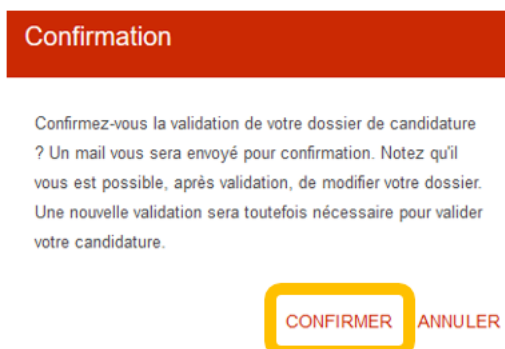 Confirmation
Confirmez-vous la validation de votre dossier de candidature
? Un mail vous sera envoyé pour confirmation. Notez qu'il
vous est possible, après validation, de modifier votre dossier.
Une nouvelle validation sera toutefois nécessaire pour valider
votre candidature.
CONFIRMER ANNULER